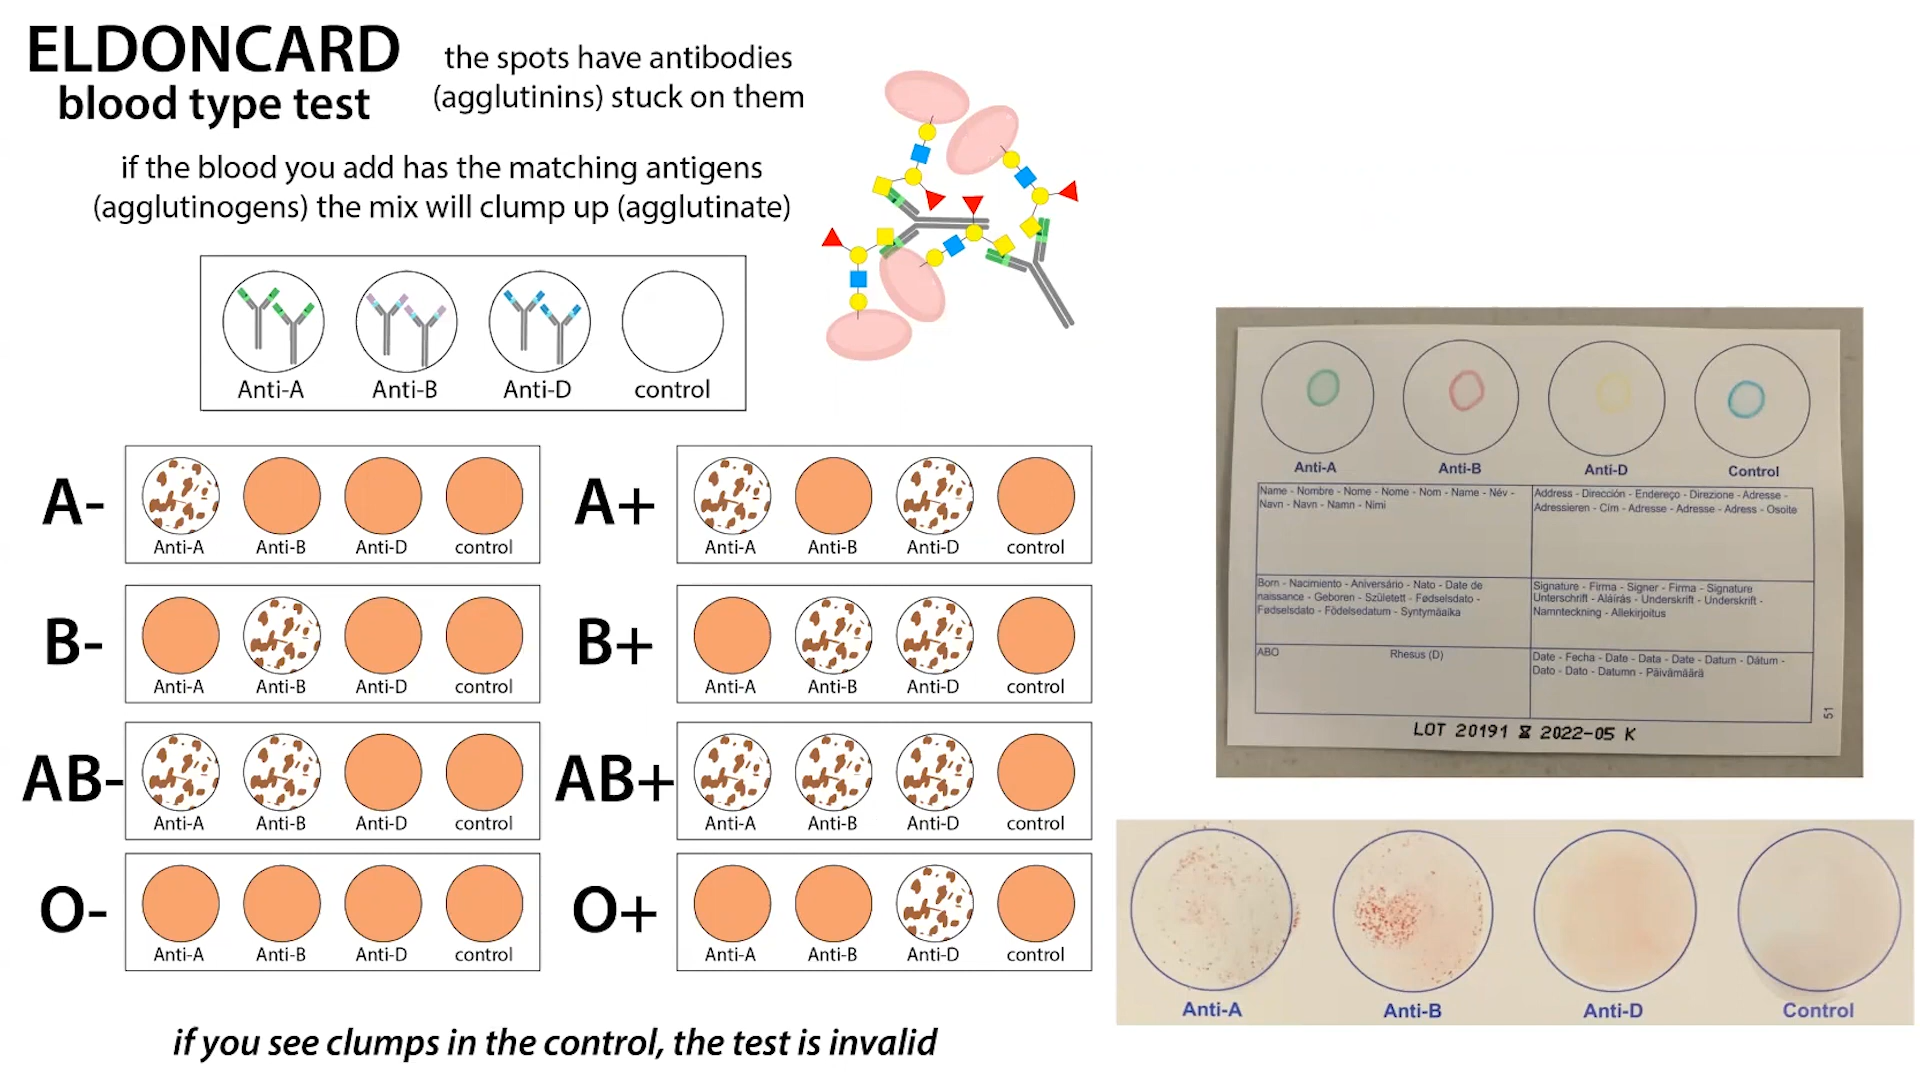 ELDONCARD
blood type test
the spots have antibodies
(agglutinins) stuck on them
if the blood you add has the matching antigens
(agglutinogens) the mix will clump up (agglutinate)
Anti-A Anti-B Anti-D control
A-
Anti-A Anti-B Anti-D control
A+
Anti-A Anti-B Anti-D control
B-
Anti-A Anti-B Anti-D control
B+
Anti-A Anti-B Anti-D control
AB-
Anti-A Anti-B Anti-D control
AB+
Anti-A Anti-B Anti-D control
O-
Anti-A Anti-B Anti-D control
O+
Anti-A Anti-B Anti-D control
if you see clumps in the control, the test is invalid
Anti-A Anti-B Anti-D Control
Name - Nombre - Nome - Nome - Nom - Name - Név -
Navn - Navn - Namn - Nimi
Address - Dirección - Endereço - Direzione - Adresse -
Adressieren - Cím - Adresse - Adresse - Adress - Osoite
Born - Nacimiento - Aniversário - Nato - Date de
naissance - Geboren - Született - Fødselsdato -
Fødselsdato - Födelsedatum - Syntymäaika
Signature - Firma - Signer - Firma - Signature
Unterschrift - Aláírás - Underskrift - Underskrift -
Namnteckning - Allekirjoitus
ABO Rhesus (D)
Date - Fecha - Date - Data - Date - Datum - Dátum -
Dato - Dato - Datumn - Päivämäärä
51
LOT 20191 ⧗ 2022-05 K
Anti-A Anti-B Anti-D Control